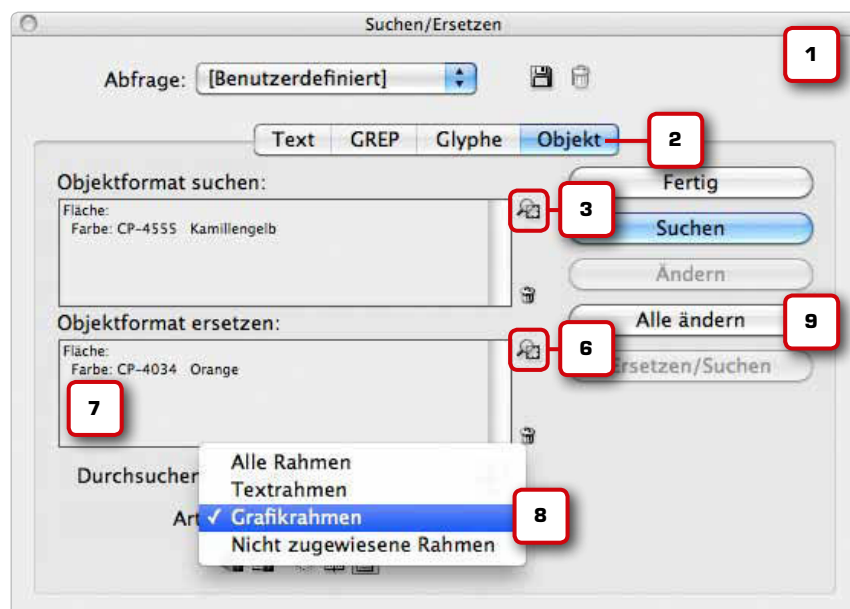 Suchen/Ersetzen
1
Abfrage: [Benutzerdefiniert]
Text GREP Glyphe Objekt 2
Objektformat suchen: Fertig
Fläche: 3
Farbe: CP-4555 Kamillengelb Suchen
Ändern
Objektformat ersetzen: Alle ändern 9
Fläche: 6
Farbe: CP-4034 Orange Ersetzen/Suchen
7
Alle Rahmen
Durchsuchen
Textrahmen
Art ✓ Grafikrahmen 8
Nicht zugewiesene Rahmen